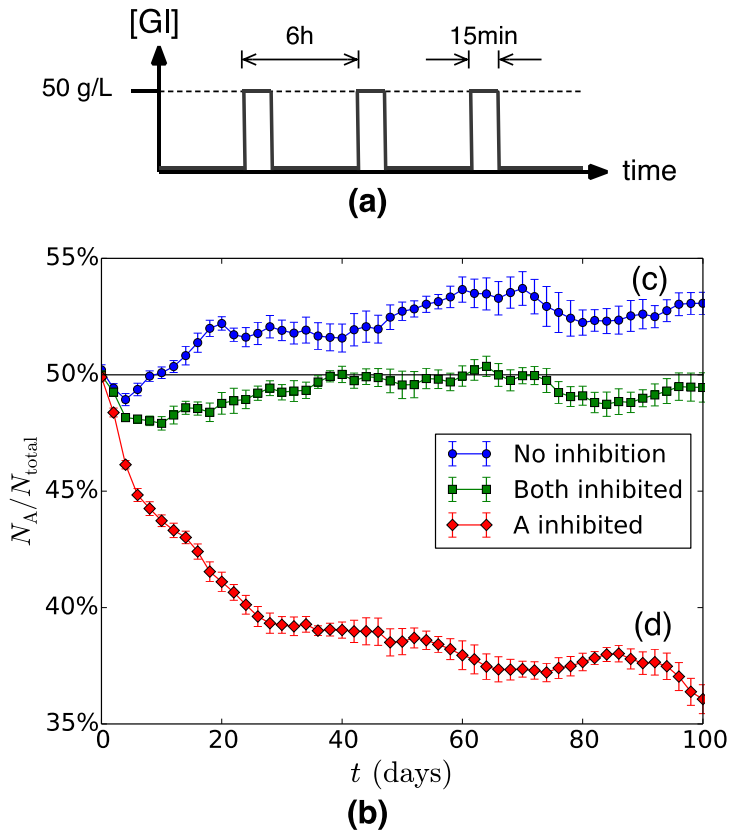 [Gl]
6h
15min
50 g/L
time
(a)
55%
(c)
50%
No inhibition
Both inhibited
A inhibited
45%
N_A/N_total
40%
(d)
35%
0 20 40 60 80 100
t (days)
(b)